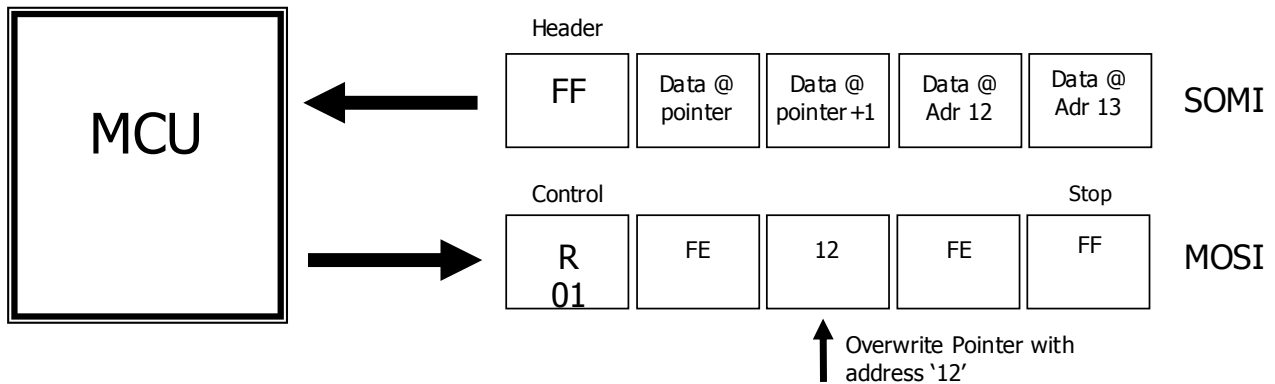 Header
MCU
FF
Data @
pointer
Data @
pointer+1
Data @
Adr 12
Data @
Adr 13
SOMI
Control
Stop
R
01
FE
12
FE
FF
MOSI
Overwrite Pointer with
address ‘12’